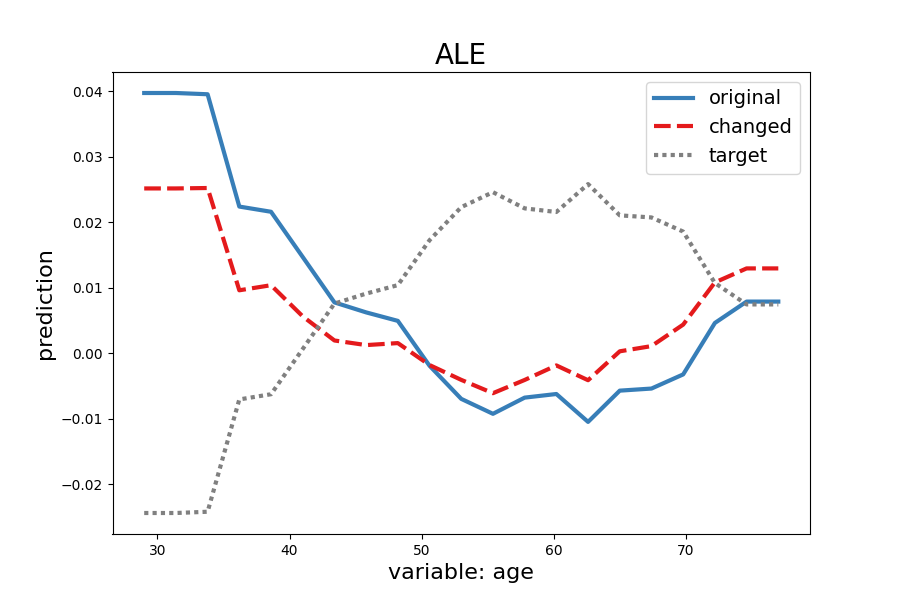 ALE
original
changed
target
prediction
0.04
0.03
0.02
0.01
0.00
−0.01
−0.02
30 40 50 60 70
variable: age